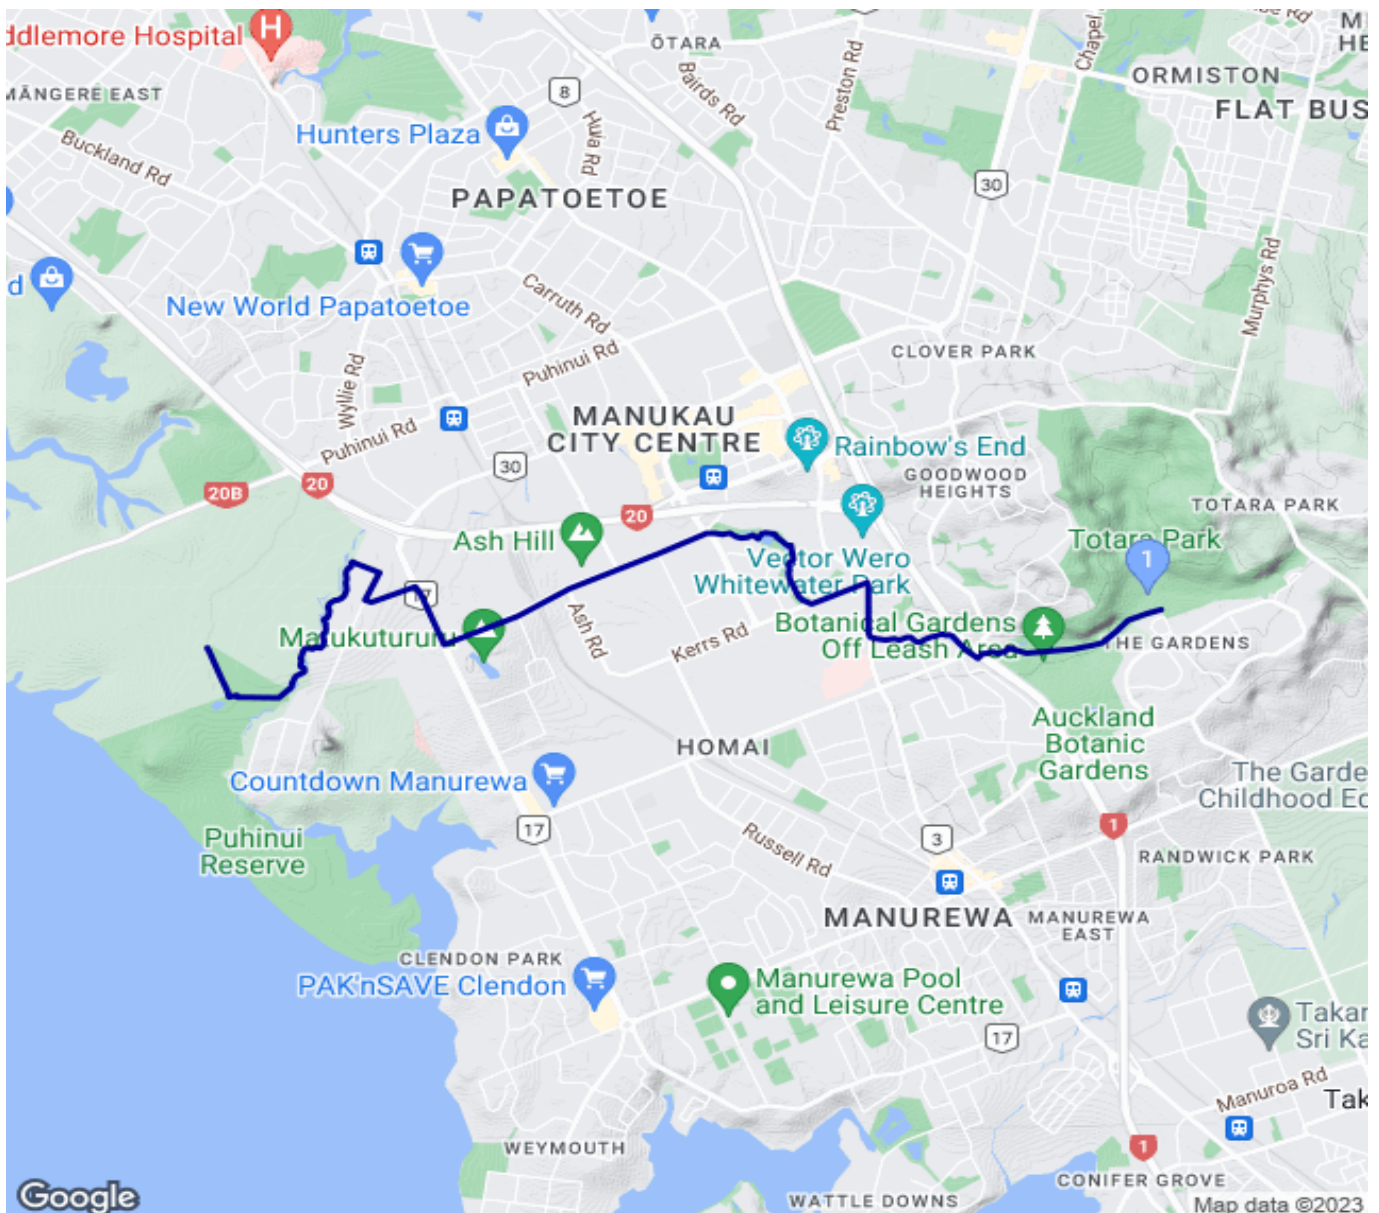 ddlemore Hospital
H
ŌTARA
Chapel
Rd
MĀNGERE EAST
8
Bairds Rd
Preston Rd
ORMISTON
FLAT BUS
Hunters Plaza
Huia Rd
Buckland Rd
30
PAPATOETOE
d
New World Papatoetoe
Carruth Rd
Murphys Rd
Wyllie Rd
Puhinui Rd
CLOVER PARK
MANUKAU
CITY CENTRE
Puhinui Rd
Rainbow's End
30
20
20B
GOODWOOD
HEIGHTS
TOTARA PARK
20
Ash Hill
Totara Park
1
Vector Wero
Whitewater Park
17
Ash Rd
Matukutururu
Kerrs Rd
Botanical Gardens
Off Leash Area
THE GARDENS
HOMAI
Auckland
Botanic
Gardens
Countdown Manurewa
The Garde
Childhood Ed
17
Puhinui
Reserve
Russell Rd
3
1
RANDWICK PARK
MANUREWA
MANUREWA
EAST
CLENDON PARK
PAK'nSAVE Clendon
Manurewa Pool
and Leisure Centre
17
Takar
Sri Ka
Manuroa Rd
Tak
WEYMOUTH
1
CONIFER GROVE
WATTLE DOWNS
Google
Map data ©2023